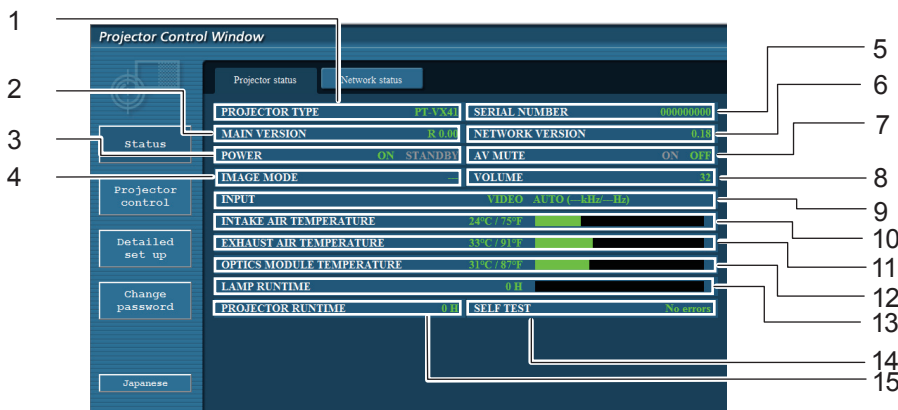 Projector Control Window
Projector status
Network status
Status
Projector
control
Detailed
set up
Change
password
Japanese
PROJECTOR TYPE PT-VX41
SERIAL NUMBER 000000000
MAIN VERSION R 0.00
NETWORK VERSION 0.18
POWER ON STANDBY
AV MUTE ON OFF
IMAGE MODE ---
VOLUME 32
INPUT VIDEO AUTO (---kHz/---Hz)
INTAKE AIR TEMPERATURE 24°C / 75°F
EXHAUST AIR TEMPERATURE 33°C / 91°F
OPTICS MODULE TEMPERATURE 31°C / 87°F
LAMP RUNTIME 0 H
PROJECTOR RUNTIME 0 H
SELF TEST No errors
1
2
3
4
5
6
7
8
9
10
11
12
13
14
15